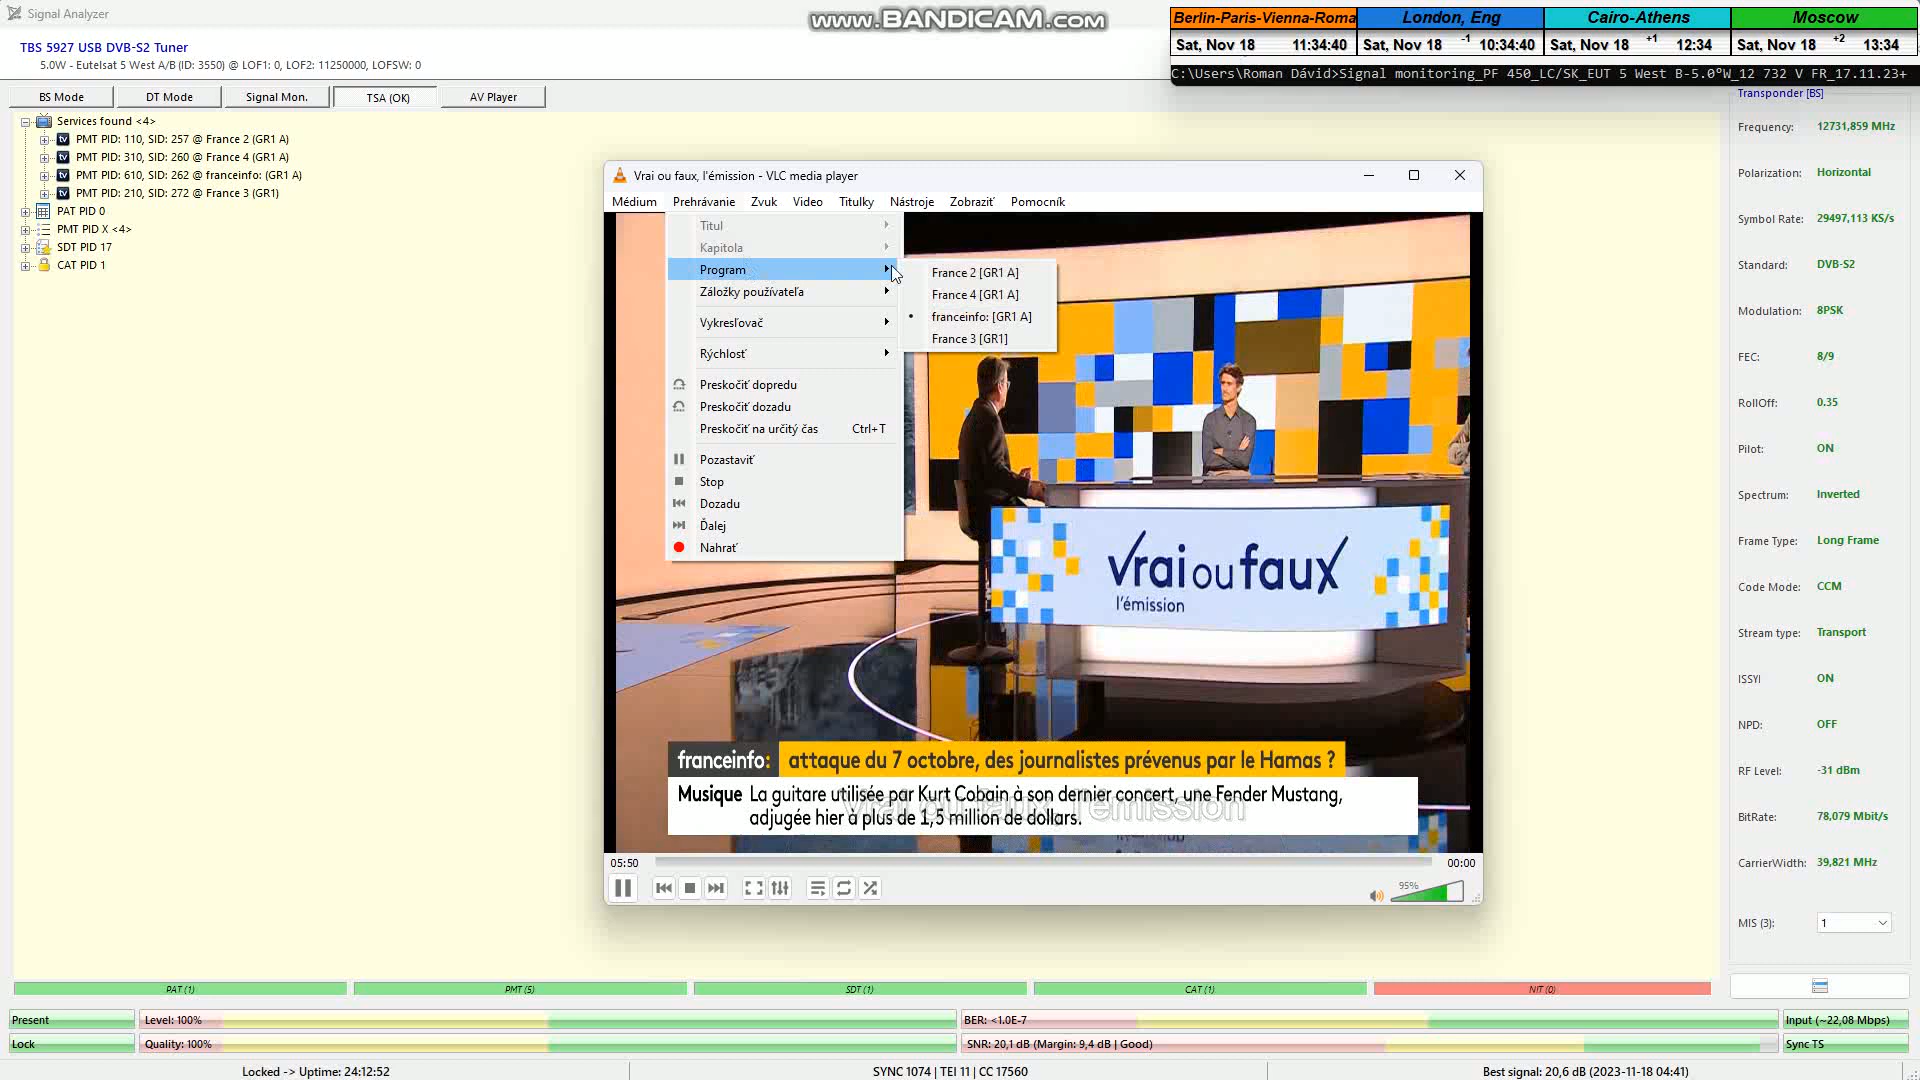 Signal Analyzer
www.BANDICAM.com
Berlin-Paris-Vienna-Roma
London, Eng
Cairo-Athens
Moscow
Sat, Nov 18 11:34:40
Sat, Nov 18 -1 10:34:40
Sat, Nov 18 +1 12:34
Sat, Nov 18 +2 13:34
C:\Users\Roman Dávid>Signal monitoring_PF 450_LC/SK_EUT 5 West B-5.0°W_12 732 V FR_17.11.23+
TBS 5927 USB DVB-S2 Tuner
5.0W - Eutelsat 5 West A/B (ID: 3550) @ LOF1: 0, LOF2: 11250000, LOFSW: 0
BS Mode
DT Mode
Signal Mon.
TSA (OK)
AV Player
Services found <4>
PMT PID: 110, SID: 257 @ France 2 (GR1 A)
PMT PID: 310, SID: 260 @ France 4 (GR1 A)
PMT PID: 610, SID: 262 @ franceinfo: (GR1 A)
PMT PID: 210, SID: 272 @ France 3 (GR1)
PAT PID 0
PMT PID X <4>
SDT PID 17
CAT PID 1
Vrai ou faux, l'émission - VLC media player
Médium
Prehrávanie
Zvuk
Video
Titulky
Nástroje
Zobraziť
Pomocník
Titul
Kapitola
Program
Záložky používateľa
Vykresľovač
Rýchlosť
Preskočiť dopredu
Preskočiť dozadu
Preskočiť na určitý čas Ctrl+T
Pozastaviť
Stop
Dozadu
Ďalej
Nahrať
France 2 [GR1 A]
France 4 [GR1 A]
franceinfo: [GR1 A]
France 3 [GR1]
vrai ou faux
l'émission
franceinfo: attaque du 7 octobre, des journalistes prévenus par le Hamas ?
Musique La guitare utilisée par Kurt Cobain à son dernier concert, une Fender Mustang,
adjugée hier à plus de 1,5 million de dollars.
Vrai ou faux, l'émission
05:50
00:00
95%
Transponder [BS]
Frequency: 12731,859 MHz
Polarization: Horizontal
Symbol Rate: 29497,113 KS/s
Standard: DVB-S2
Modulation: 8PSK
FEC: 8/9
RollOff: 0.35
Pilot: ON
Spectrum: Inverted
Frame Type: Long Frame
Code Mode: CCM
Stream type: Transport
ISSYI ON
NPD: OFF
RF Level: -31 dBm
BitRate: 78,079 Mbit/s
CarrierWidth: 39,821 MHz
MIS (3): 1
PAT (1)
PMT (5)
SDT (1)
CAT (1)
NIT (0)
Present
Level: 100%
BER: <1.0E-7
Input (~22,08 Mbps)
Lock
Quality: 100%
SNR: 20,1 dB (Margin: 9,4 dB | Good)
Sync TS
Locked -> Uptime: 24:12:52
SYNC 1074 | TEI 11 | CC 17560
Best signal: 20,6 dB (2023-11-18 04:41)